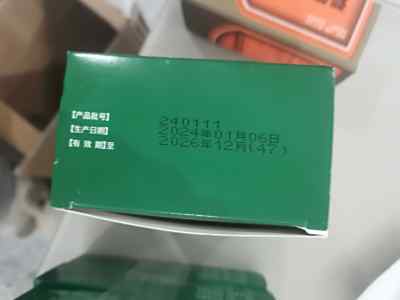 【产品批号】 240111
【生产日期】 2024年01月06日
【有效期】至 2026年12月(47)